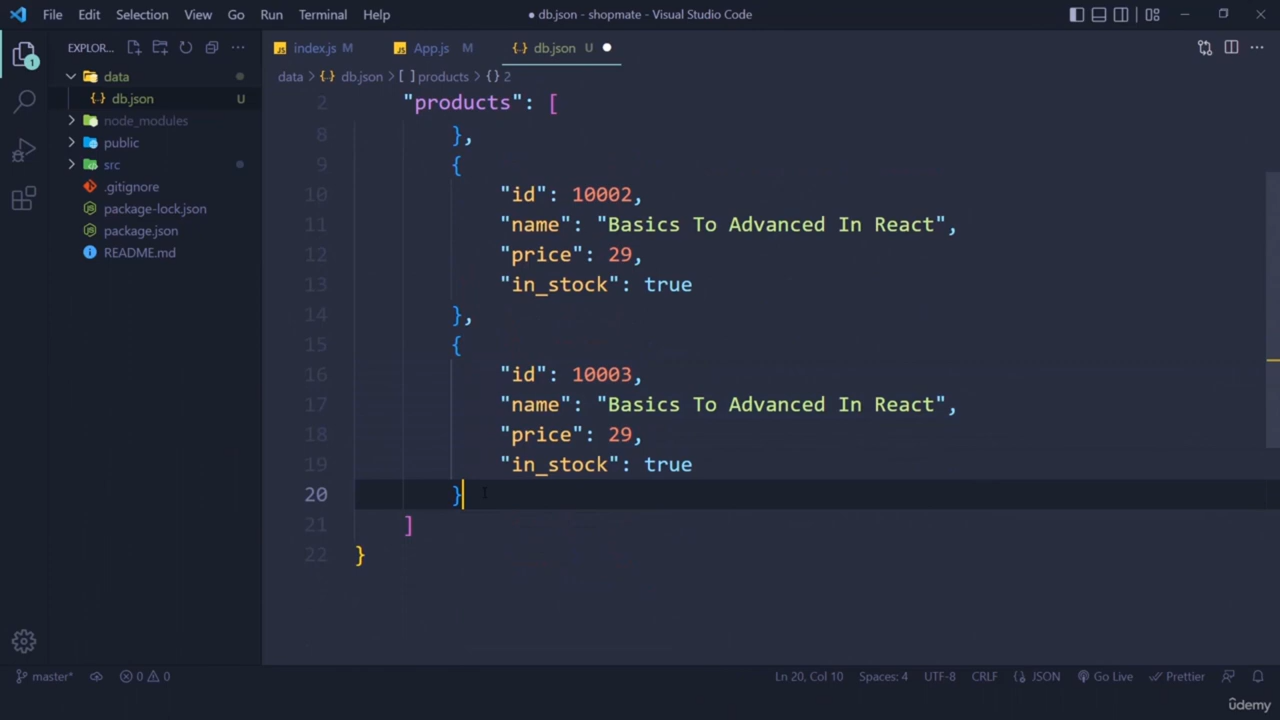 File Edit Selection View Go Run Terminal Help ● db.json - shopmate - Visual Studio Code
EXPLOR... ···
index.js M App.js M {..} db.json U ● ···
data > {..} db.json > [ ] products > {} 2
1
data
{..} db.json U
node_modules
public
src
.gitignore
package-lock.json
package.json
README.md
2 "products": [
8 },
9 {
10 "id": 10002,
11 "name": "Basics To Advanced In React",
12 "price": 29,
13 "in_stock": true
14 },
15 {
16 "id": 10003,
17 "name": "Basics To Advanced In React",
18 "price": 29,
19 "in_stock": true
20 }
21 ]
22 }
master* 0 0 Ln 20, Col 10 Spaces: 4 UTF-8 CRLF JSON Go Live Prettier
udemy